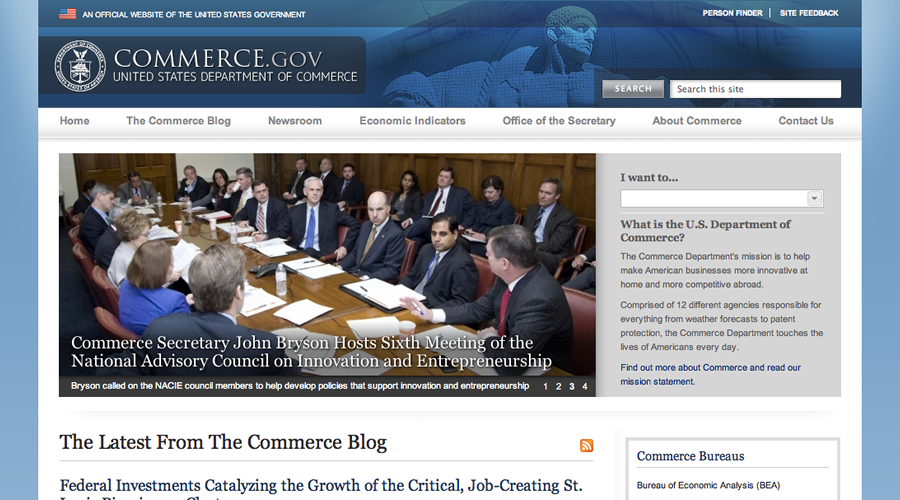 AN OFFICIAL WEBSITE OF THE UNITED STATES GOVERNMENT
PERSON FINDER | SITE FEEDBACK
COMMERCE.GOV
UNITED STATES DEPARTMENT OF COMMERCE
SEARCH Search this site
Home The Commerce Blog Newsroom Economic Indicators Office of the Secretary About Commerce Contact Us
Commerce Secretary John Bryson Hosts Sixth Meeting of the
National Advisory Council on Innovation and Entrepreneurship
Bryson called on the NACIE council members to help develop policies that support innovation and entrepreneurship 1 2 3 4
I want to...
What is the U.S. Department of
Commerce?
The Commerce Department's mission is to help
make American businesses more innovative at
home and more competitive abroad.
Comprised of 12 different agencies responsible for
everything from weather forecasts to patent
protection, the Commerce Department touches the
lives of Americans every day.
Find out more about Commerce and read our
mission statement.
The Latest From The Commerce Blog
Federal Investments Catalyzing the Growth of the Critical, Job-Creating St.
Commerce Bureaus
Bureau of Economic Analysis (BEA)